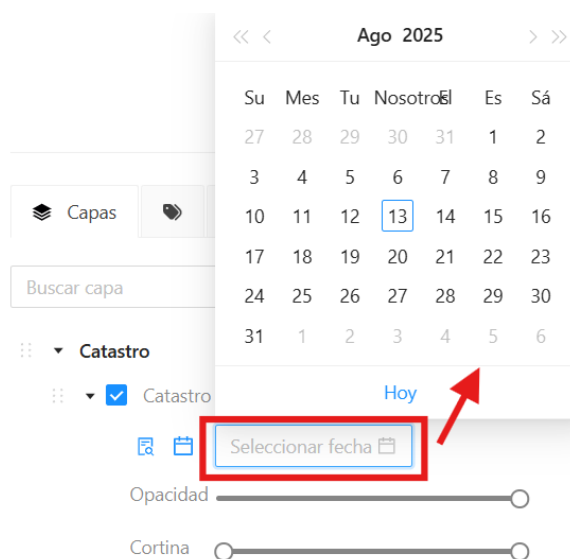 Ago 2025
Su Mes Tu Nosotros El Es Sá
27 28 29 30 31 1 2
3 4 5 6 7 8 9
10 11 12 13 14 15 16
17 18 19 20 21 22 23
24 25 26 27 28 29 30
31 1 2 3 4 5 6
Hoy
Capas
Buscar capa
Catastro
Catastro
Seleccionar fecha
Opacidad
Cortina